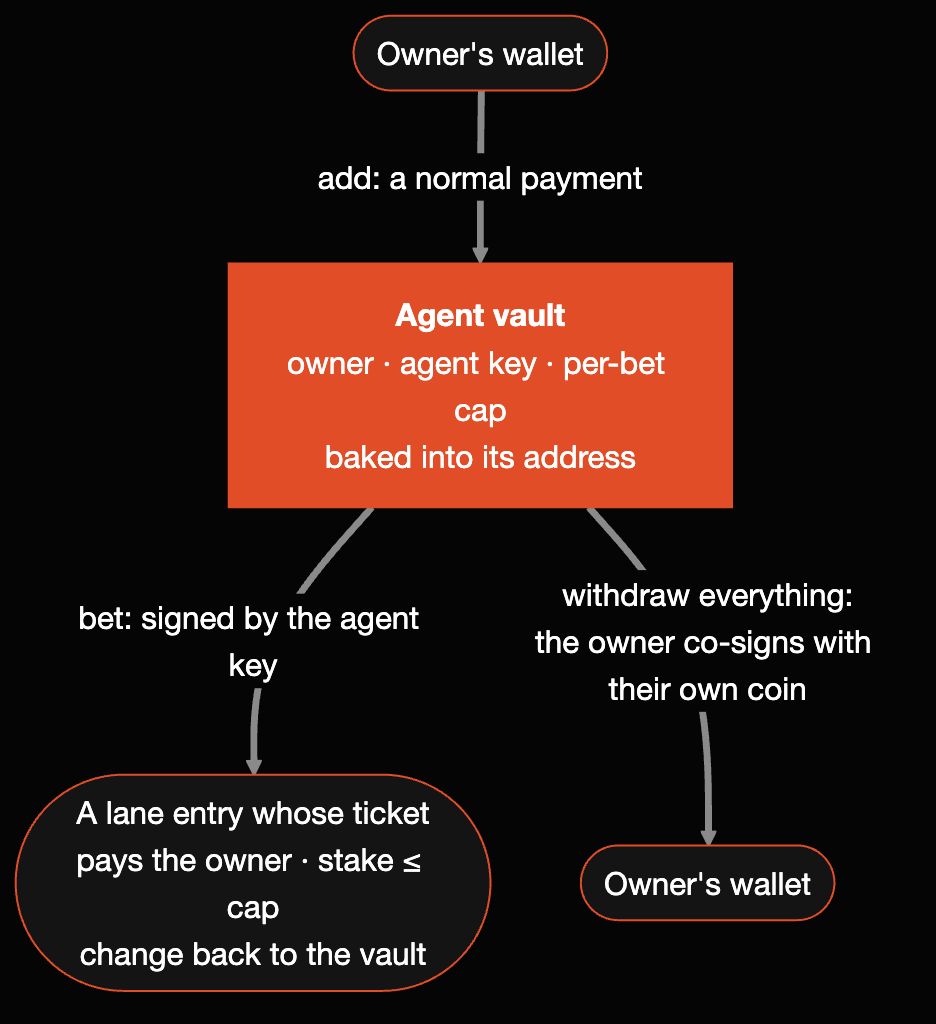 Owner's wallet
add: a normal payment
Agent vault
owner · agent key · per-bet
cap
baked into its address
bet: signed by the agent
key
withdraw everything:
the owner co-signs with
their own coin
A lane entry whose ticket
pays the owner · stake ≤
cap
change back to the vault
Owner's wallet